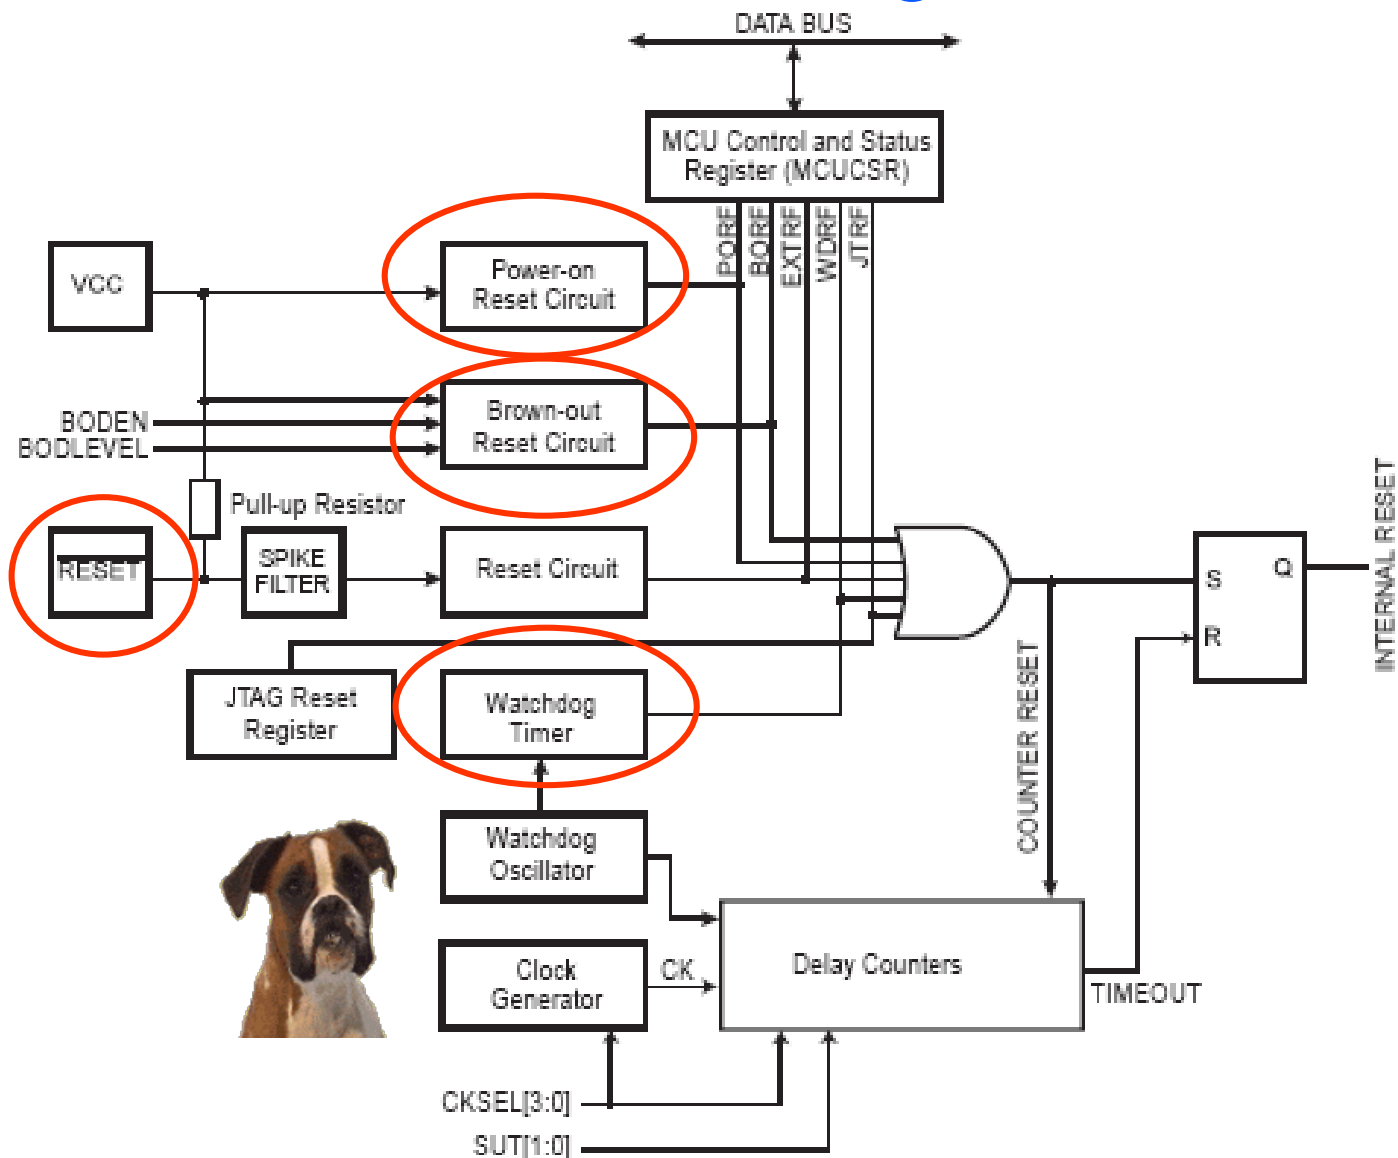 DATA BUS
MCU Control and Status
Register (MCUCSR)
PORF
BORF
EXTRF
WDRF
JTRF
VCC
Power-on
Reset Circuit
BODEN
BODLEVEL
Brown-out
Reset Circuit
Pull-up Resistor
RESET
SPIKE
FILTER
Reset Circuit
S
Q
R
INTERNAL RESET
JTAG Reset
Register
Watchdog
Timer
COUNTER RESET
Watchdog
Oscillator
Clock
Generator
CK
Delay Counters
TIMEOUT
CKSEL[3:0]
SUT[1:0]